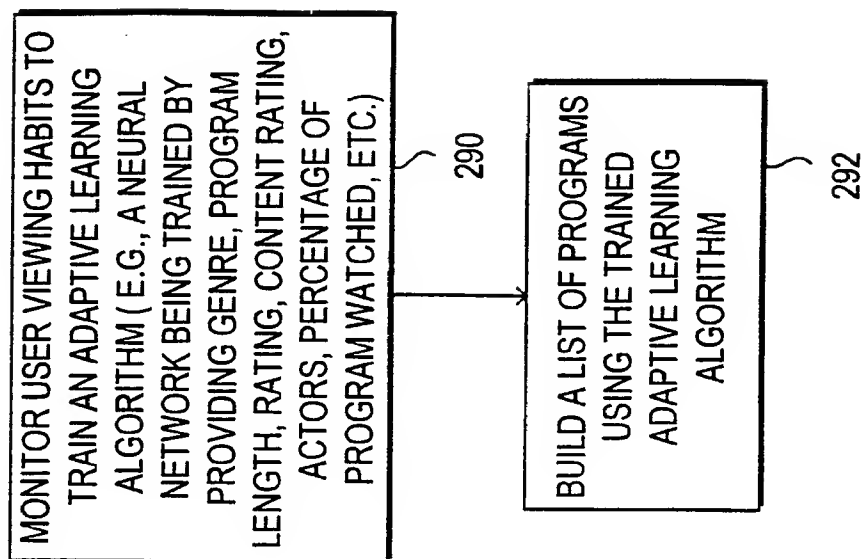 MONITOR USER VIEWING HABITS TO
TRAIN AN ADAPTIVE LEARNING
ALGORITHM ( E.G., A NEURAL
NETWORK BEING TRAINED BY
PROVIDING GENRE, PROGRAM
LENGTH, RATING, CONTENT RATING,
ACTORS, PERCENTAGE OF
PROGRAM WATCHED, ETC.)
290
BUILD A LIST OF PROGRAMS
USING THE TRAINED
ADAPTIVE LEARNING
ALGORITHM
292